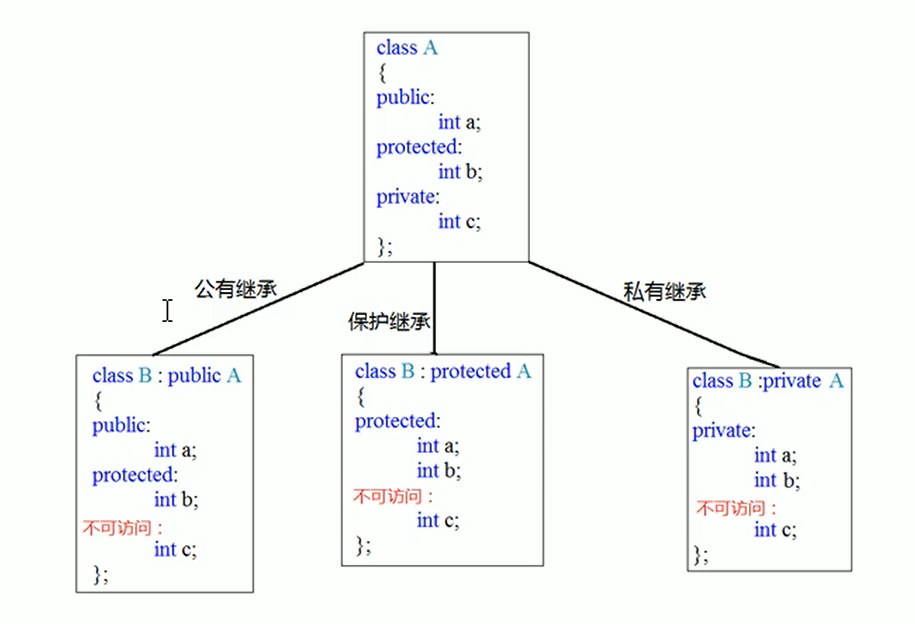 class A
{
public:
int a;
protected:
int b;
private:
int c;
};
公有继承
保护继承
私有继承
class B : public A
{
public:
int a;
protected:
int b;
不可访问：
int c;
};
class B : protected A
{
protected:
int a;
int b;
不可访问：
int c;
};
class B :private A
{
private:
int a;
int b;
不可访问：
int c;
};